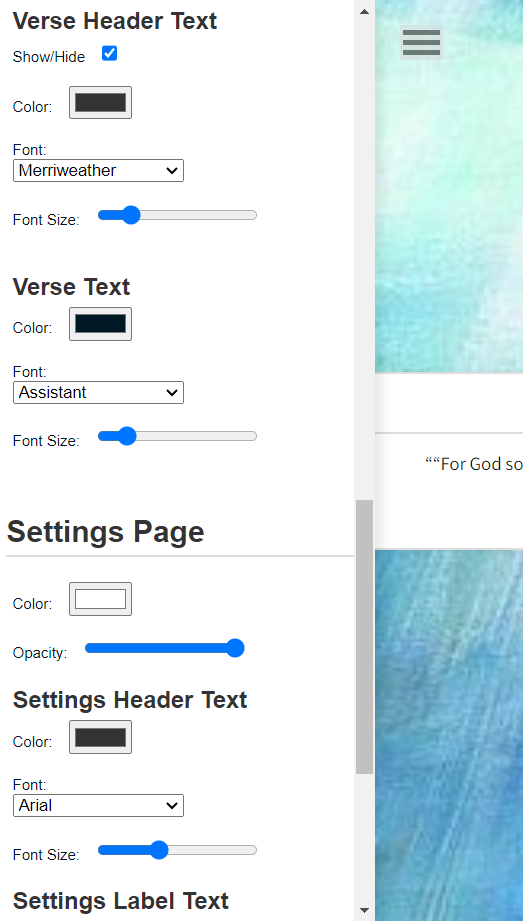 Verse Header Text
Show/Hide
Color:
Font:
Merriweather
Font Size:
Verse Text
Color:
Font:
Assistant
Font Size:
““For God so
Settings Page
Color:
Opacity:
Settings Header Text
Color:
Font:
Arial
Font Size:
Settings Label Text